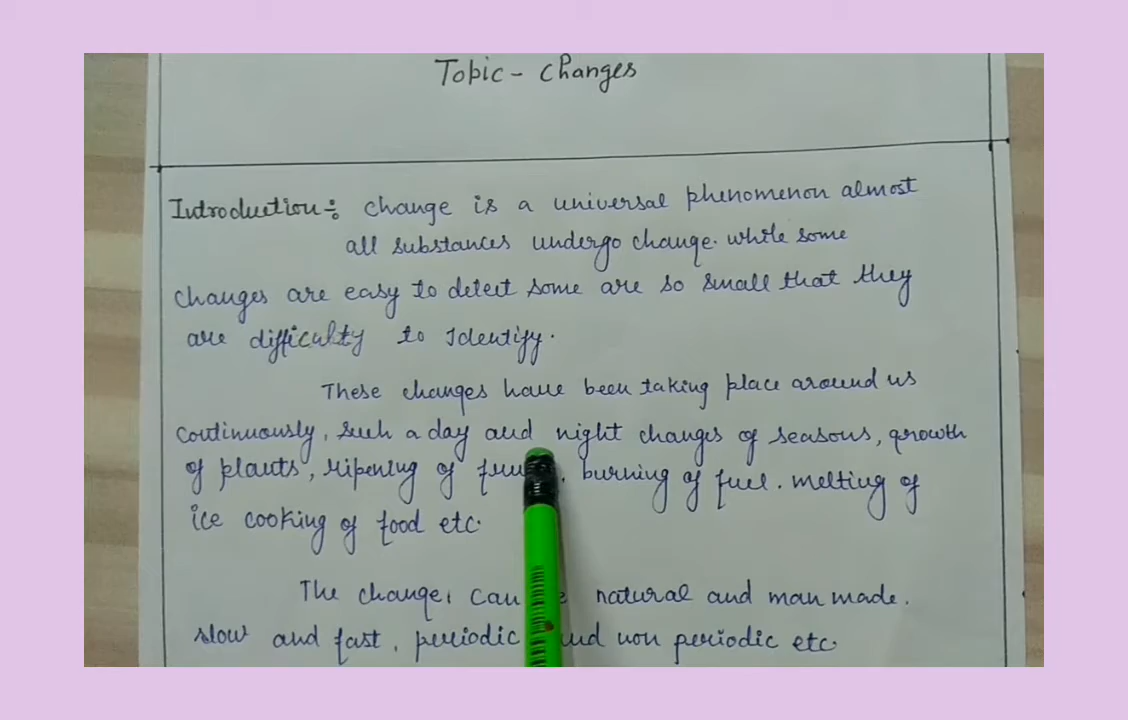 Topic - Changes
Introduction :- change is a universal phenomenon almost
all substances undergo change. while some
changes are easy to detect some are so small that they
are difficulty to Identify.
These changes have been taking place around us
continuously, such a day and night changes of seasons, growth
of plants, ripening of , burning of fuel. melting of
ice cooking of food etc.
The changes can natural and man made.
slow and fast, periodic and non periodic etc.